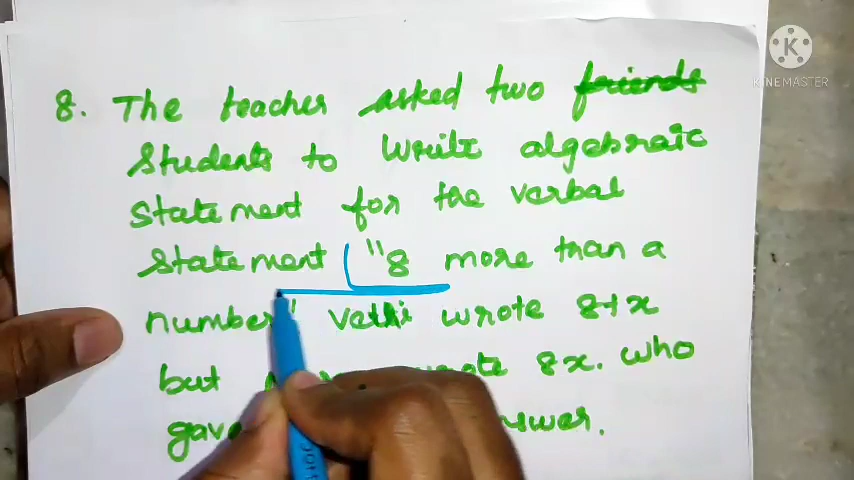 8. The teacher asked two friends
Students to write algebraic
Statement for the verbal
Statement "8 more than a
number" vethi wrote 8+x
but wrote 8x. who
gave answer.
KINEMASTER